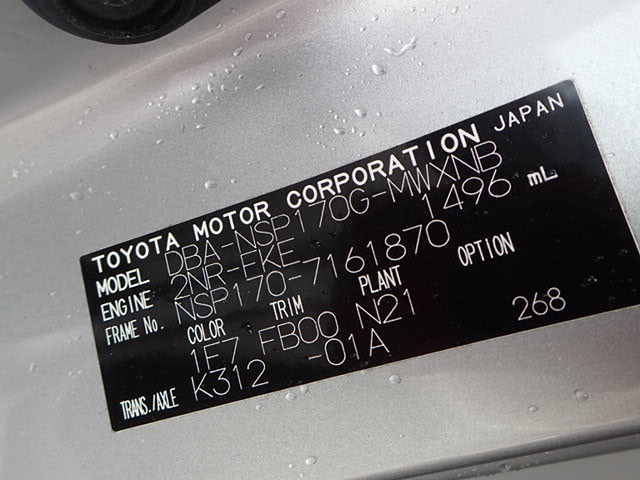 TOYOTA MOTOR CORPORATION JAPAN
MODEL DBA-NSP170G-MWXNB
ENGINE 2NR-FKE 1496 mL
FRAME No. NSP170-7161870
COLOR TRIM PLANT OPTION
1F7 FB00 N21 268
TRANS./AXLE K312 -01A